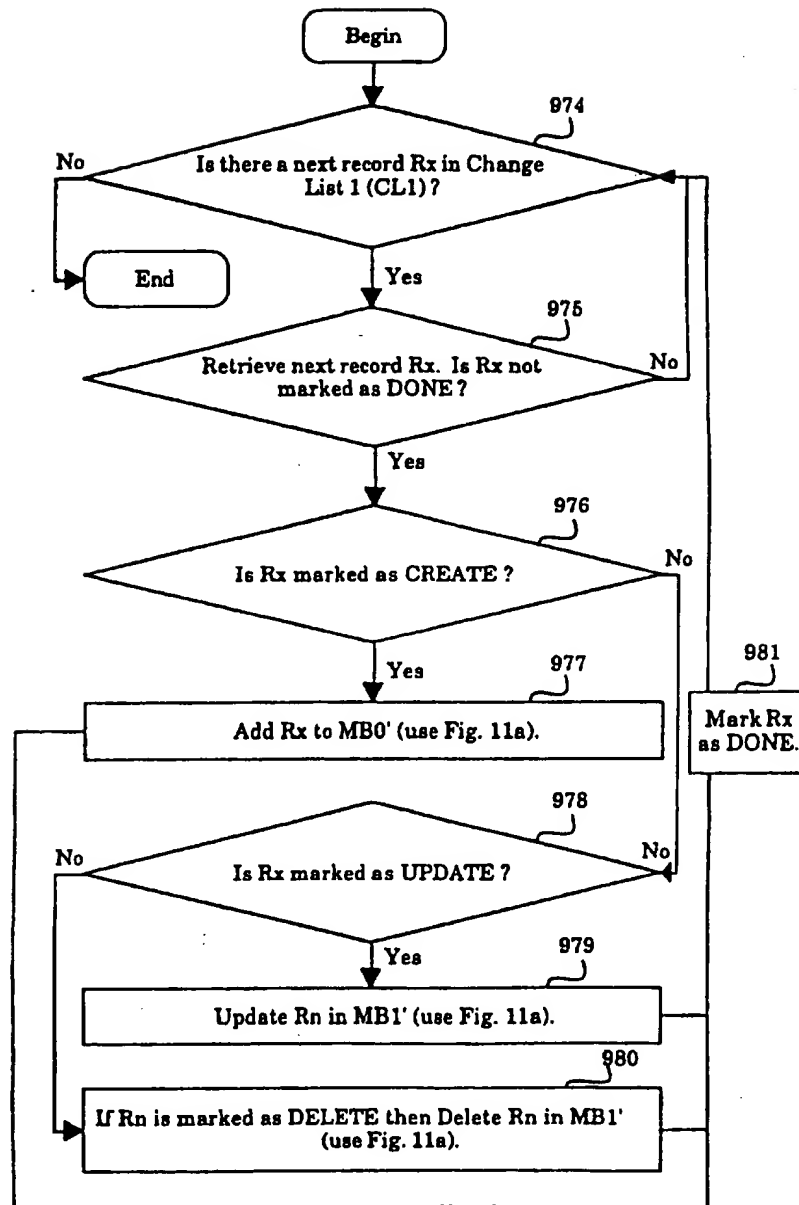 Begin
974
No
Is there a next record Rx in Change
List 1 (CL1) ?
End
Yes
975
Retrieve next record Rx. Is Rx not
marked as DONE ?
No
Yes
976
Is Rx marked as CREATE ?
No
Yes
977
981
Add Rx to MB0' (use Fig. 11a).
Mark Rx
as DONE.
978
No
Is Rx marked as UPDATE ?
No
Yes
979
Update Rn in MB1' (use Fig. 11a).
980
If Rn is marked as DELETE then Delete Rn in MB1'
(use Fig. 11a).